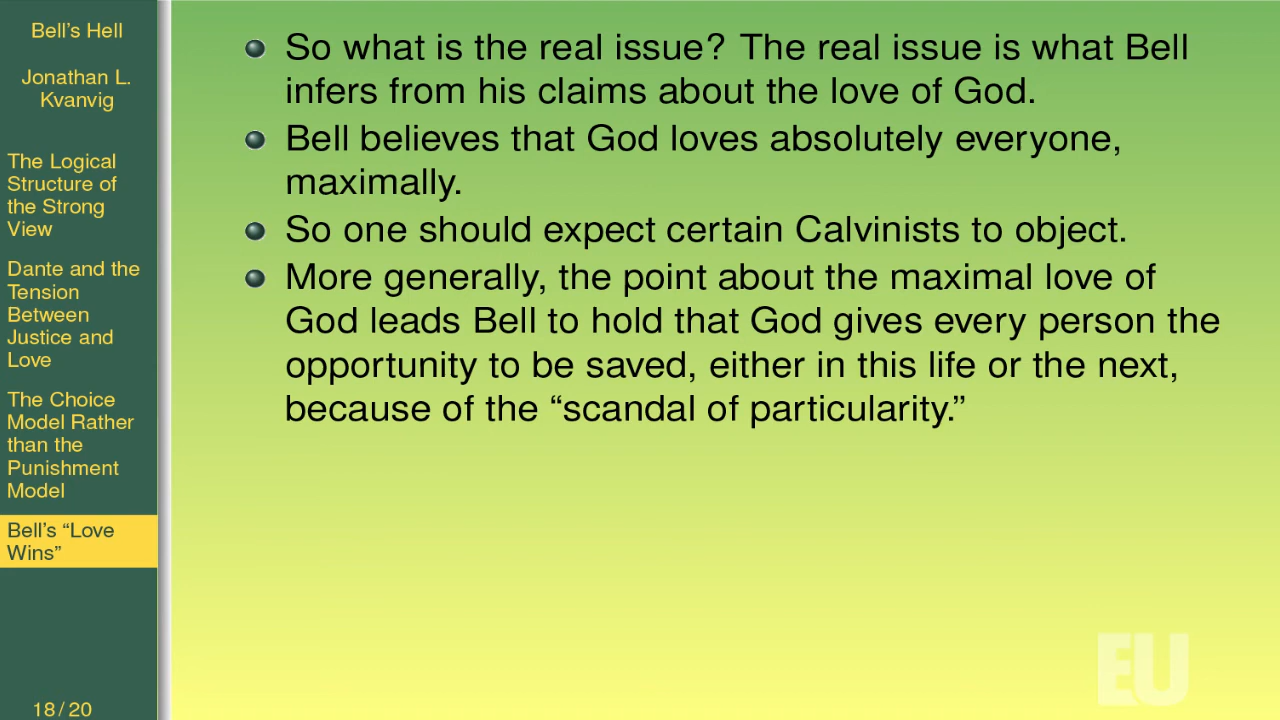 Bell's Hell
Jonathan L.
Kvanvig
The Logical
Structure of
the Strong
View
Dante and the
Tension
Between
Justice and
Love
The Choice
Model Rather
than the
Punishment
Model
Bell's “Love
Wins”
18 / 20
So what is the real issue? The real issue is what Bell
infers from his claims about the love of God.
Bell believes that God loves absolutely everyone,
maximally.
So one should expect certain Calvinists to object.
More generally, the point about the maximal love of
God leads Bell to hold that God gives every person the
opportunity to be saved, either in this life or the next,
because of the “scandal of particularity.”
EU